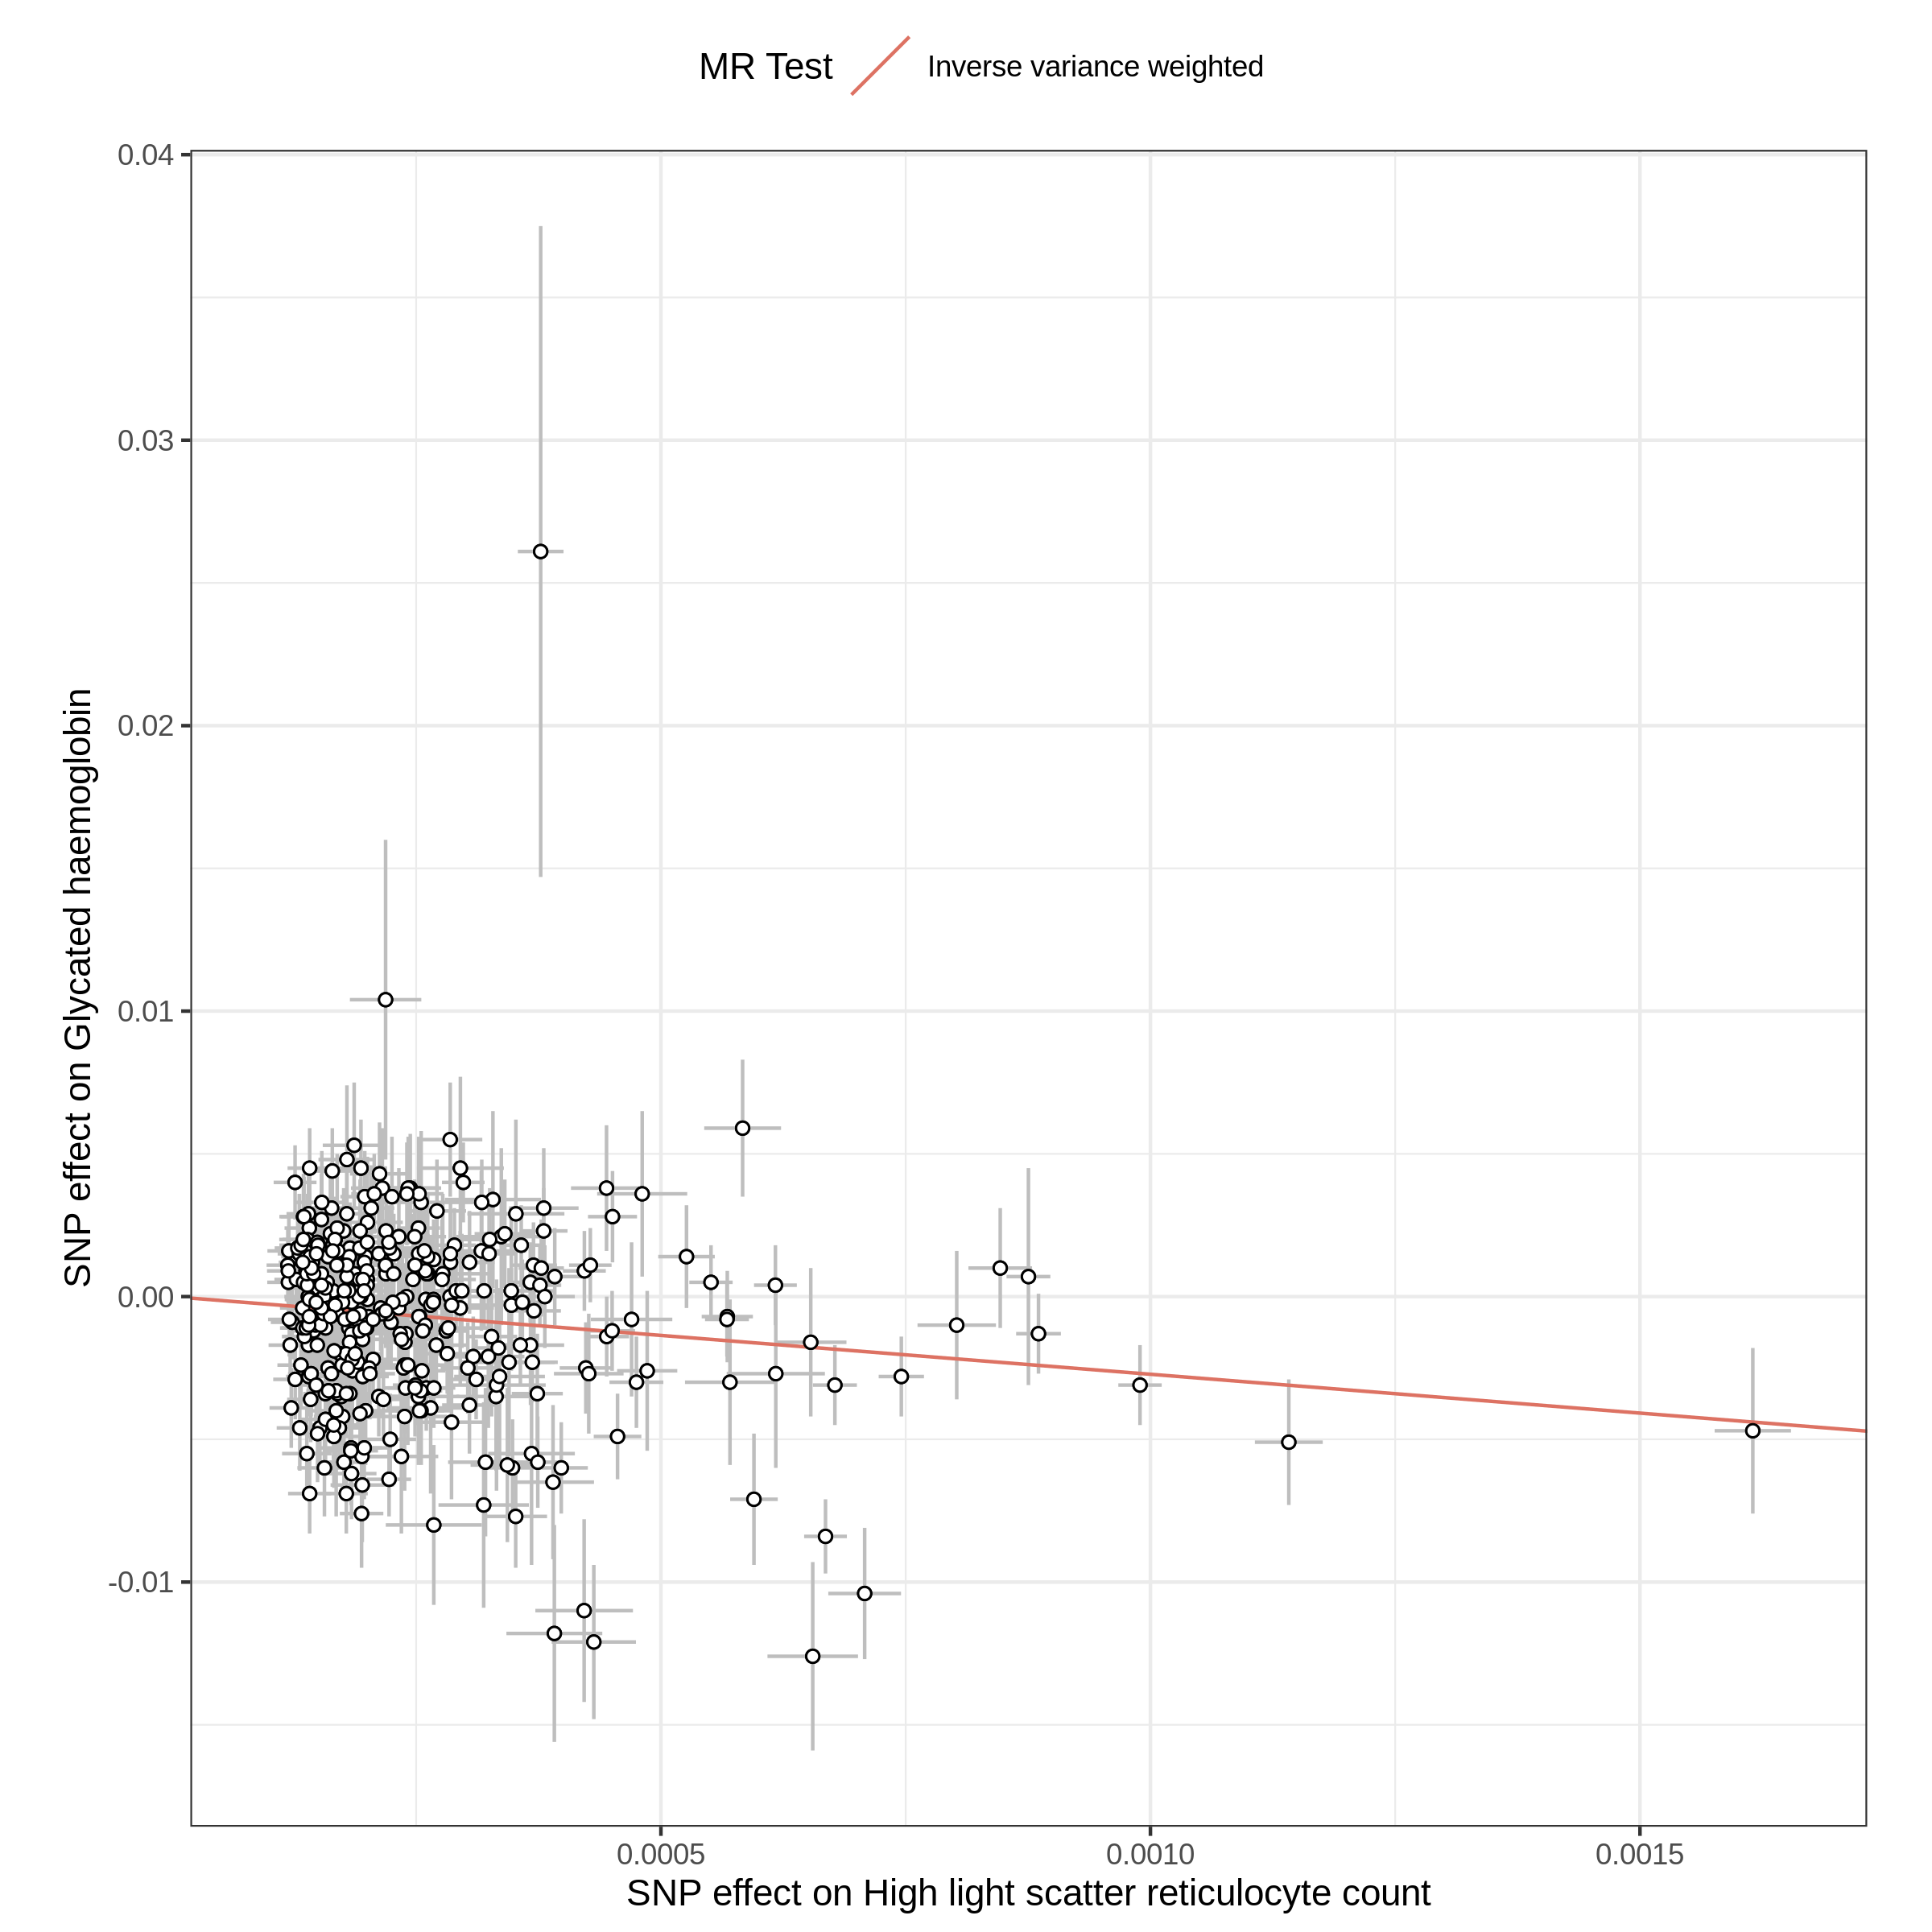 MR Test Inverse variance weighted
0.04
0.03
0.02
0.01
0.00
-0.01
SNP effect on Glycated haemoglobin
0.0005 0.0010 0.0015
SNP effect on High light scatter reticulocyte count